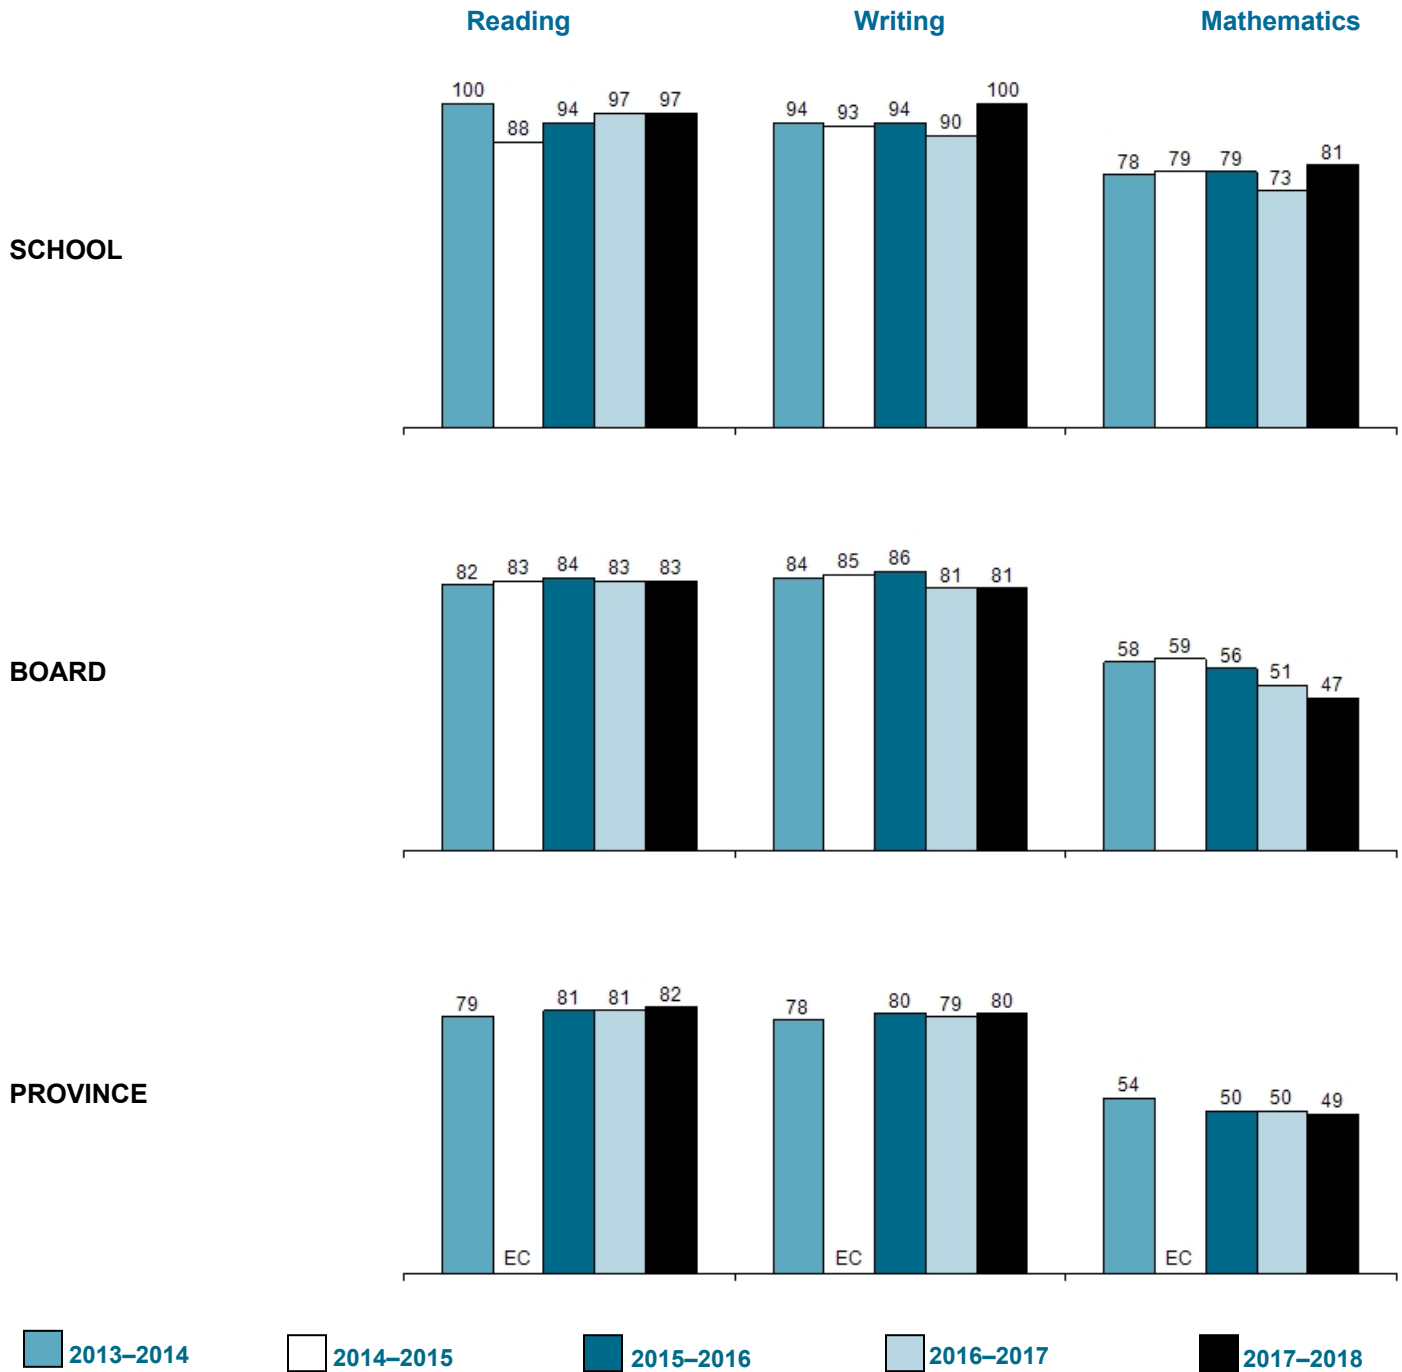 Reading Writing Mathematics
100 88 94 97 97 94 93 94 90 100 78 79 79 73 81
SCHOOL
82 83 84 83 83 84 85 86 81 81 58 59 56 51 47
BOARD
79 EC 81 81 82 78 EC 80 79 80 54 EC 50 50 49
PROVINCE
2013–2014 2014–2015 2015–2016 2016–2017 2017–2018